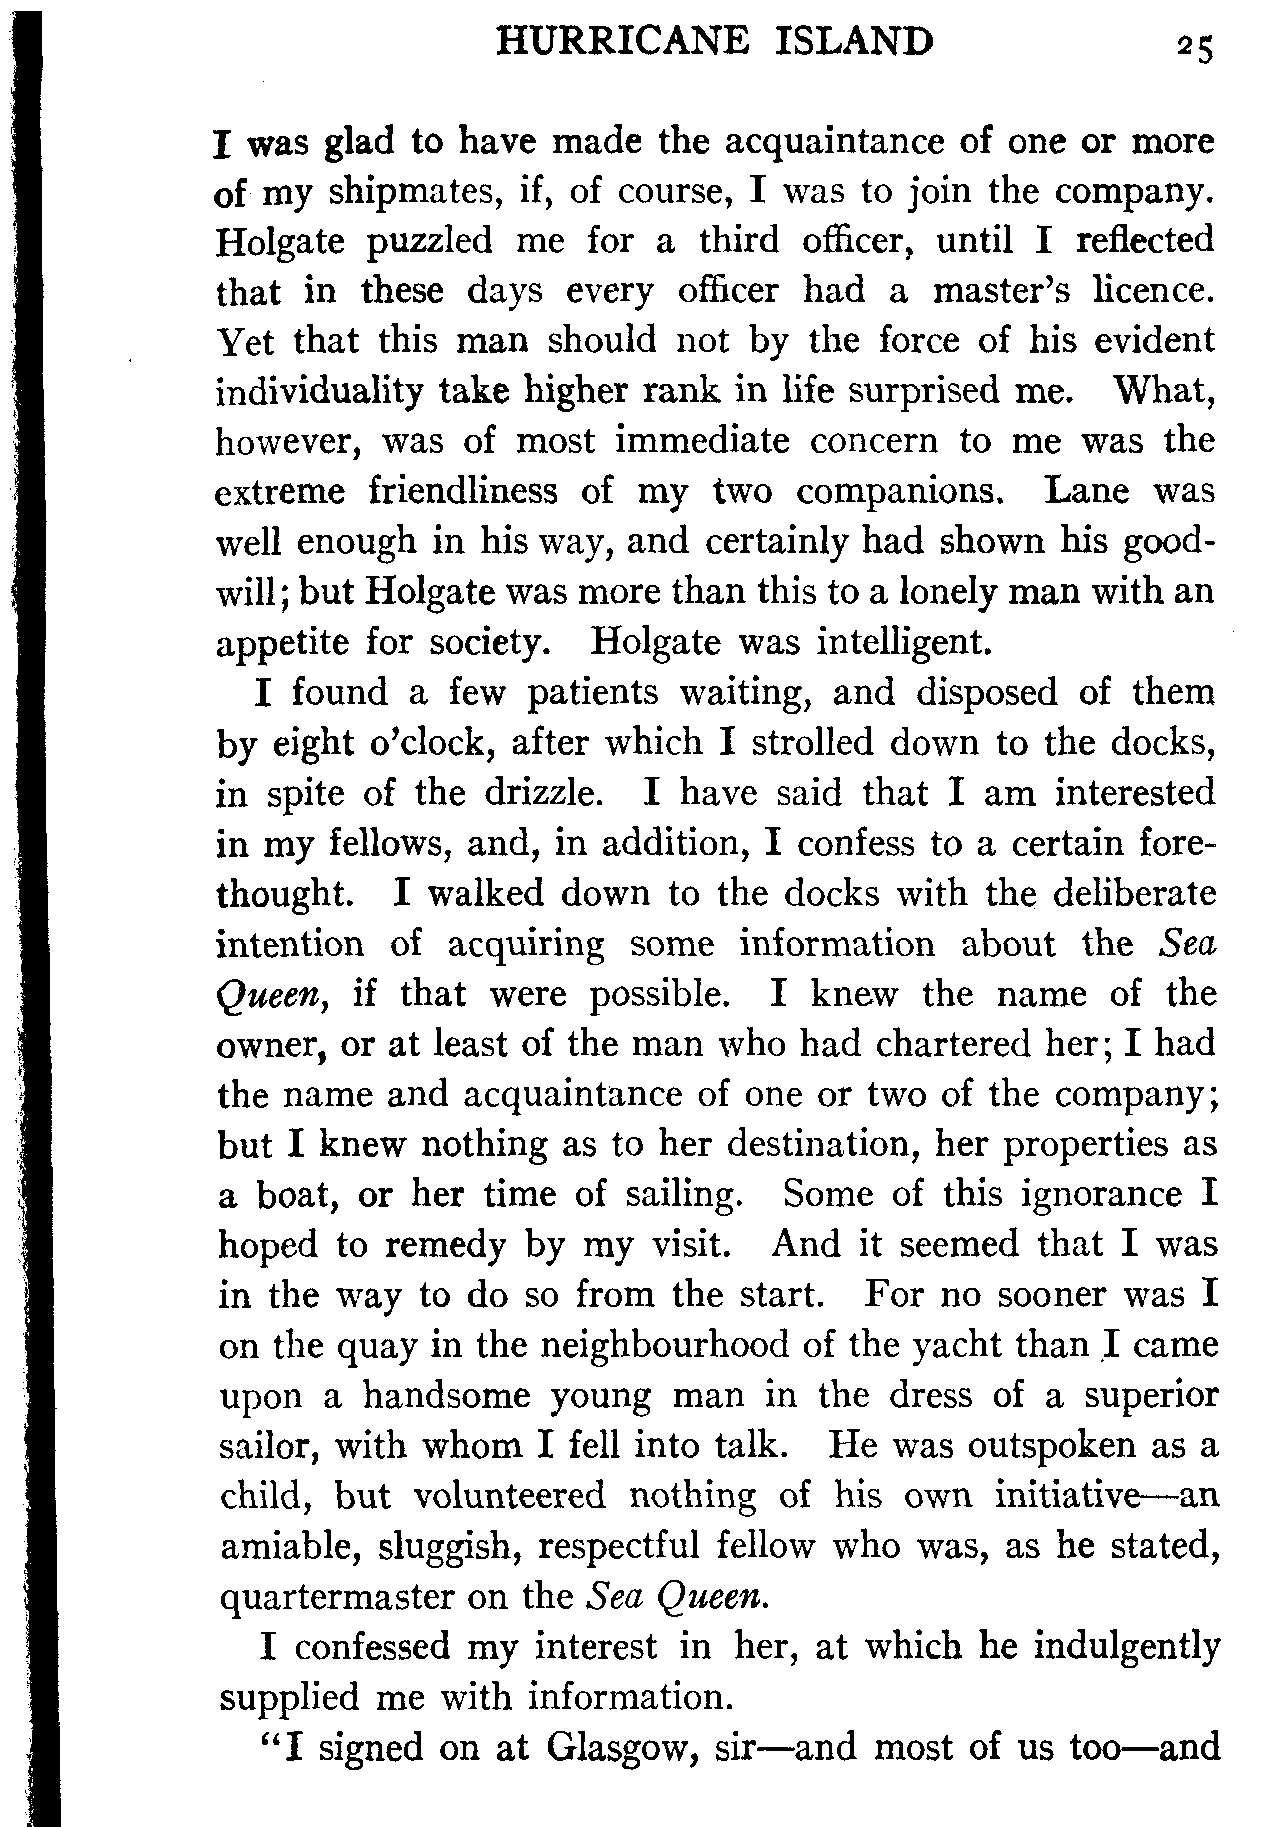 HURRICANE ISLAND 25
I was glad to have made the acquaintance of one or more
of my shipmates, if, of course, I was to join the company.
Holgate puzzled me for a third officer, until I reflected
that in these days every officer had a master's licence.
Yet that this man should not by the force of his evident
individuality take higher rank in life surprised me. What,
however, was of most immediate concern to me was the
extreme friendliness of my two companions. Lane was
well enough in his way, and certainly had shown his good-
will; but Holgate was more than this to a lonely man with an
appetite for society. Holgate was intelligent.
I found a few patients waiting, and disposed of them
by eight o'clock, after which I strolled down to the docks,
in spite of the drizzle. I have said that I am interested
in my fellows, and, in addition, I confess to a certain fore-
thought. I walked down to the docks with the deliberate
intention of acquiring some information about the Sea
Queen, if that were possible. I knew the name of the
owner, or at least of the man who had chartered her; I had
the name and acquaintance of one or two of the company;
but I knew nothing as to her destination, her properties as
a boat, or her time of sailing. Some of this ignorance I
hoped to remedy by my visit. And it seemed that I was
in the way to do so from the start. For no sooner was I
on the quay in the neighbourhood of the yacht than I came
upon a handsome young man in the dress of a superior
sailor, with whom I fell into talk. He was outspoken as a
child, but volunteered nothing of his own initiative—an
amiable, sluggish, respectful fellow who was, as he stated,
quartermaster on the Sea Queen.
I confessed my interest in her, at which he indulgently
supplied me with information.
"I signed on at Glasgow, sir—and most of us too—and